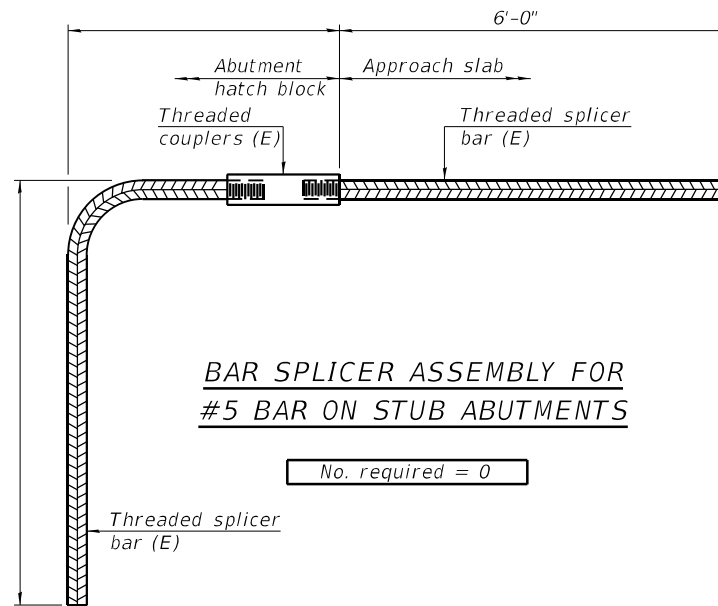 6'-0"
Abutment
hatch block
Approach slab
Threaded
couplers (E)
Threaded splicer
bar (E)
BAR SPLICER ASSEMBLY FOR
#5 BAR ON STUB ABUTMENTS
No. required = 0
Threaded splicer
bar (E)